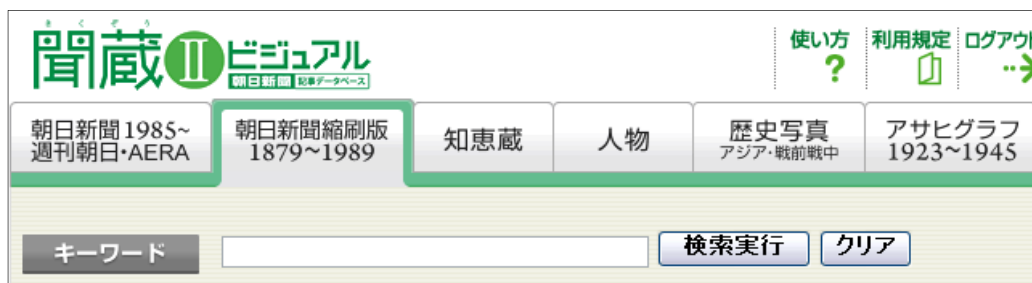 きくぞう
聞蔵Ⅱビジュアル
朝日新聞 記事データベース
使い方
?
利用規定
ログアウト
朝日新聞1985~
週刊朝日・AERA
朝日新聞縮刷版
1879~1989
知恵蔵
人物
歴史写真
アジア・戦前戦中
アサヒグラフ
1923~1945
キーワード
検索実行
クリア